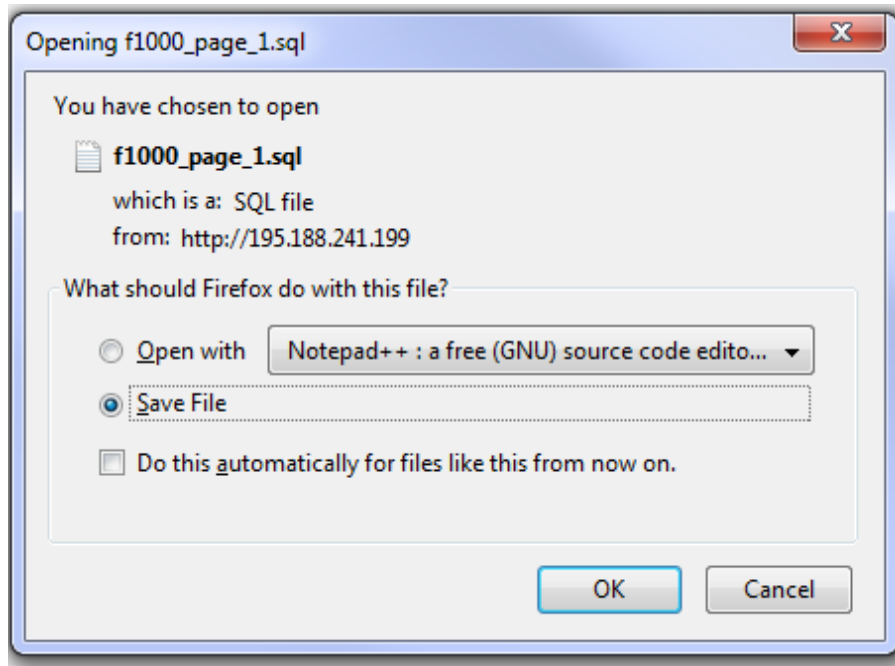 Opening f1000_page_1.sql
You have chosen to open
f1000_page_1.sql
which is a: SQL file
from: http://195.188.241.199
What should Firefox do with this file?
Open with Notepad++ : a free (GNU) source code edito...
Save File
Do this automatically for files like this from now on.
OK Cancel